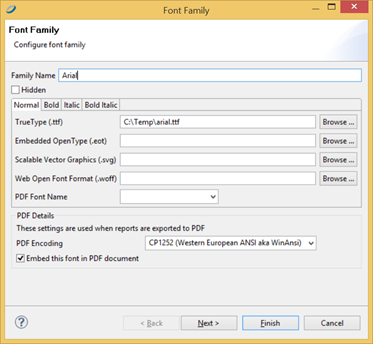 Font Family
Font Family
Configure font family
Family Name Arial
Hidden
Normal Bold Italic Bold Italic
TrueType (.ttf) C:\Temp\arial.ttf Browse ...
Embedded OpenType (.eot) Browse ...
Scalable Vector Graphics (.svg) Browse ...
Web Open Font Format (.woff) Browse ...
PDF Font Name
PDF Details
These settings are used when reports are exported to PDF
PDF Encoding CP1252 (Western European ANSI aka WinAnsi)
Embed this font in PDF document
? < Back Next > Finish Cancel